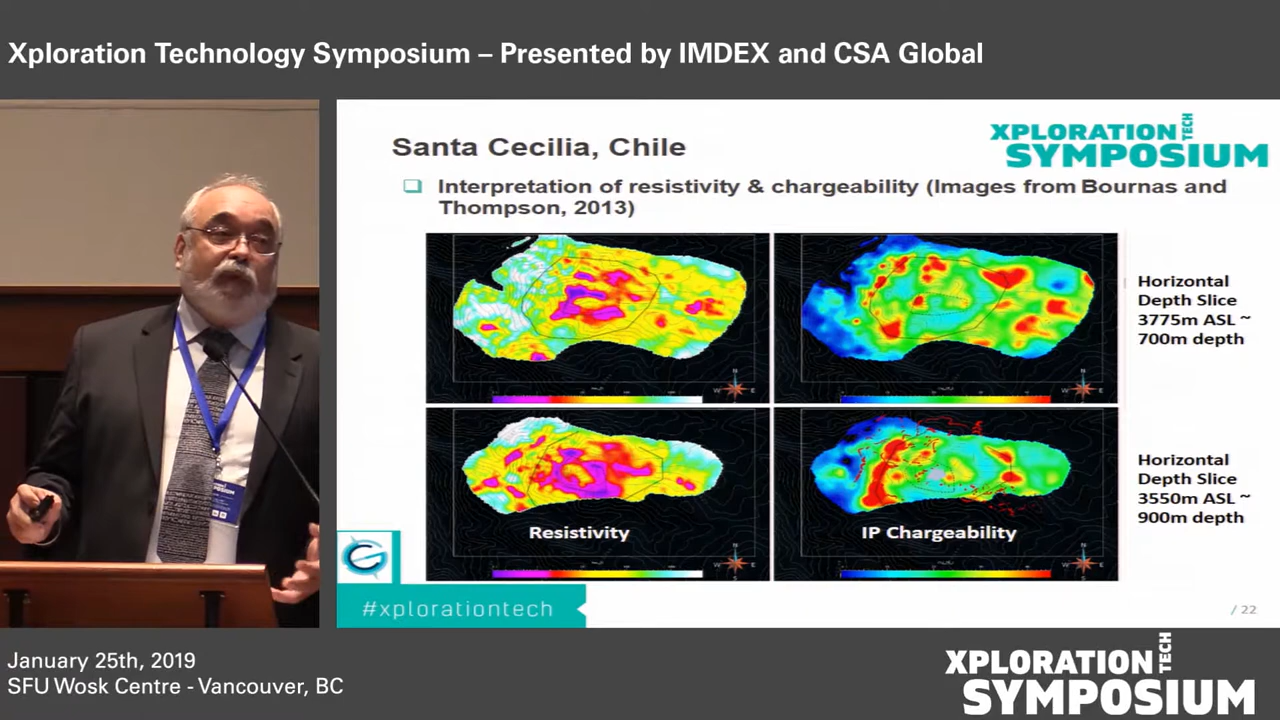 Xploration Technology Symposium – Presented by IMDEX and CSA Global
XPLORATION TECH
SYMPOSIUM
Santa Cecilia, Chile
Interpretation of resistivity & chargeability (Images from Bournas and
Thompson, 2013)
Horizontal
Depth Slice
3775m ASL ~
700m depth
N
W E
N
W E
Horizontal
Depth Slice
3550m ASL ~
900m depth
Resistivity
IP Chargeability
N
W E
S
N
W E
S
#xplorationtech
/ 22
SYMPOSIUM
January 25th, 2019
SFU Wosk Centre - Vancouver, BC
XPLORATION TECH
SYMPOSIUM